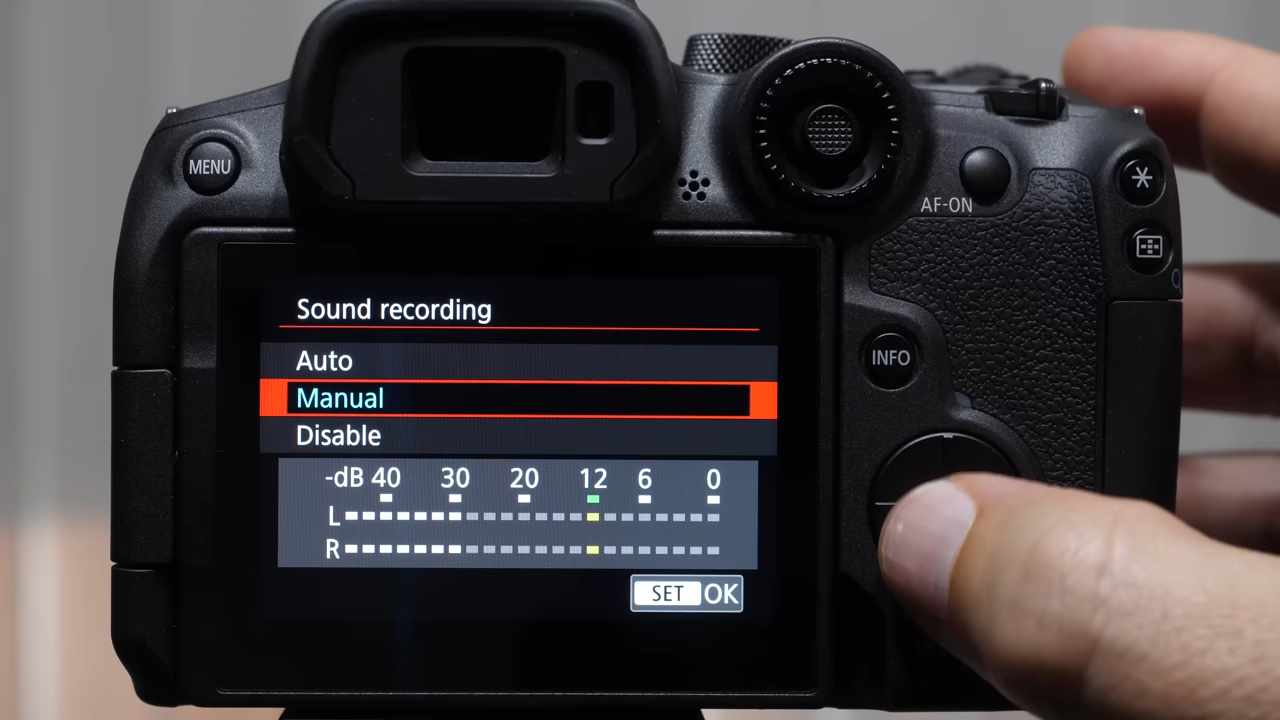 MENU
AF-ON
INFO
Sound recording
Auto
Manual
Disable
-dB 40 30 20 12 6 0
L
R
SET OK